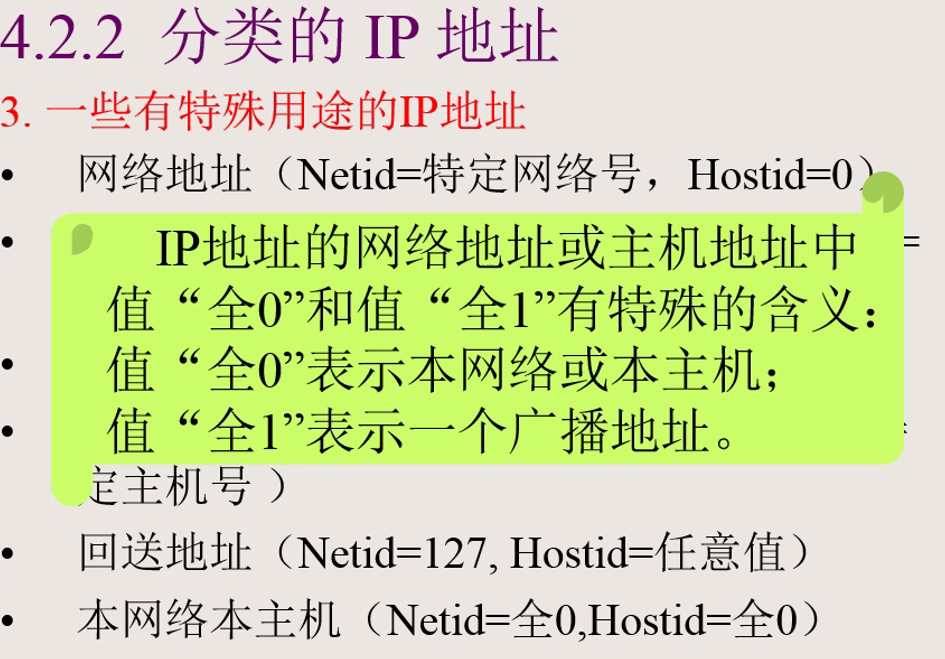 4.2.2 分类的 IP 地址
3. 一些有特殊用途的IP地址
• 网络地址（Netid=特定网络号，Hostid=0）
•
=
IP地址的网络地址或主机地址中
值“全0”和值“全1”有特殊的含义：
值“全0”表示本网络或本主机；
值“全1”表示一个广播地址。
•
•
定主机号 ）
• 回送地址（Netid=127, Hostid=任意值）
• 本网络本主机（Netid=全0,Hostid=全0）